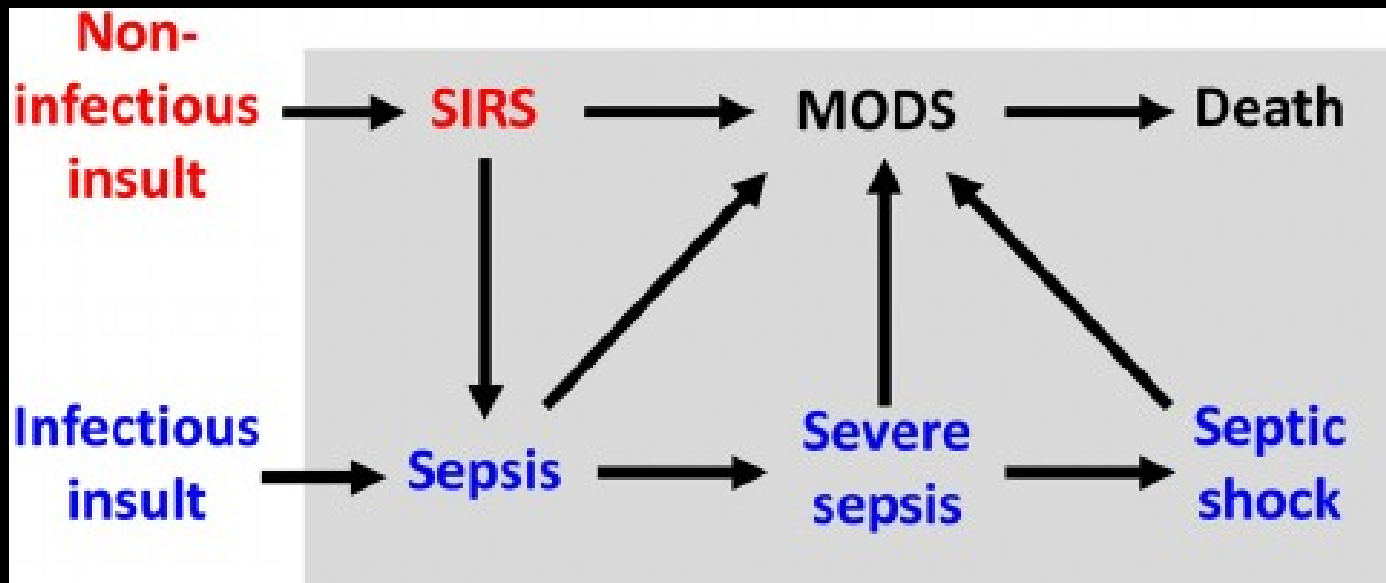 Non-
infectious
insult
SIRS
MODS
Death
Infectious
insult
Sepsis
Severe
sepsis
Septic
shock